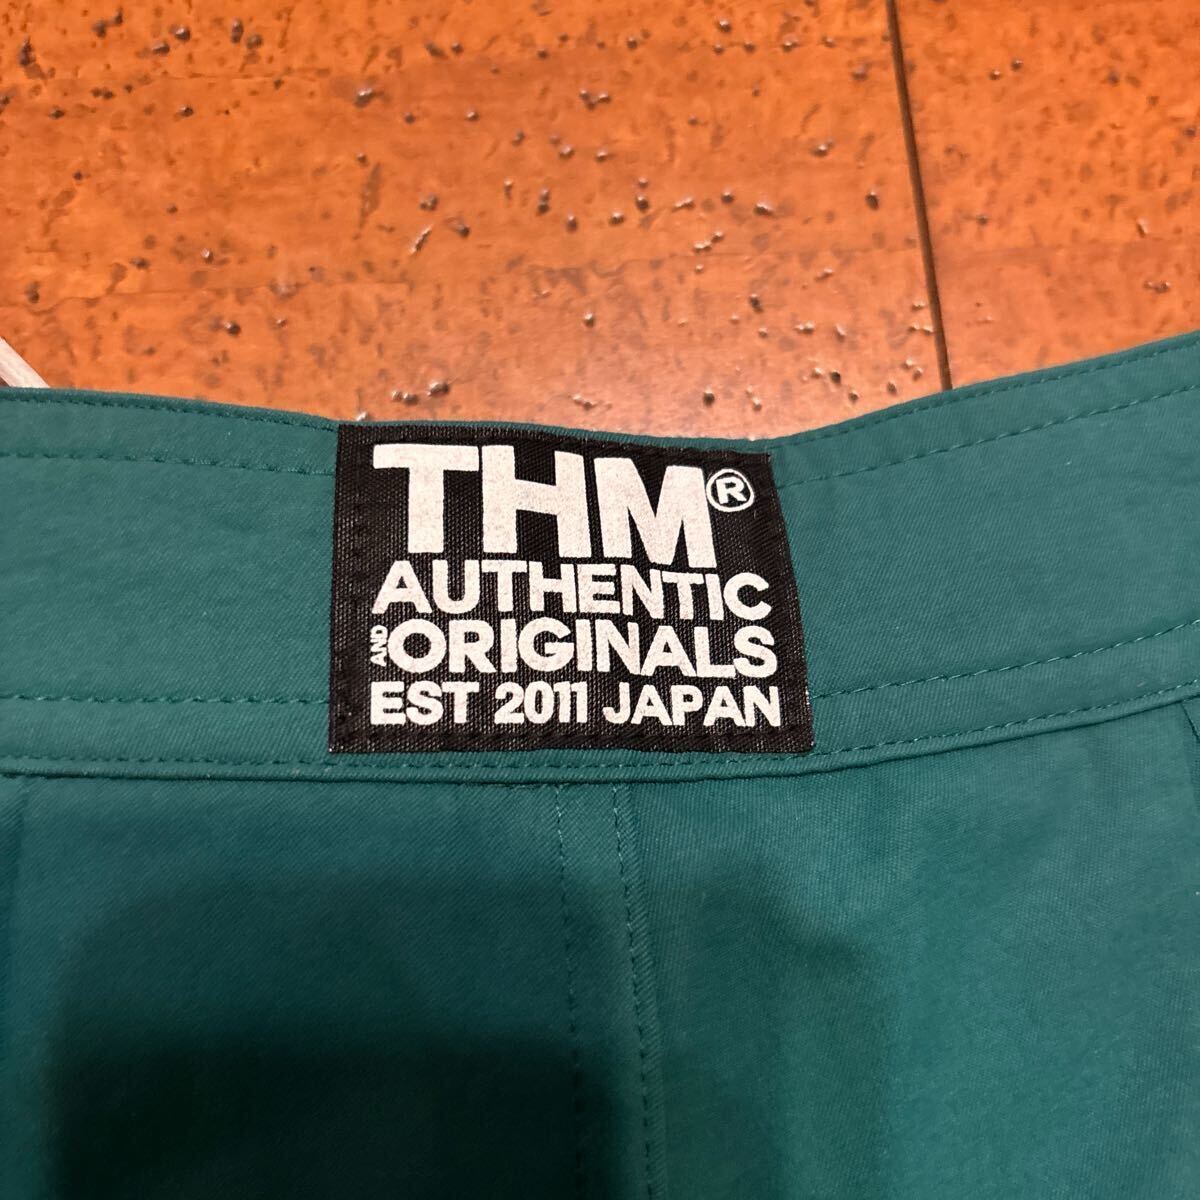 THM®
AUTHENTIC
AND ORIGINALS
EST 2011 JAPAN